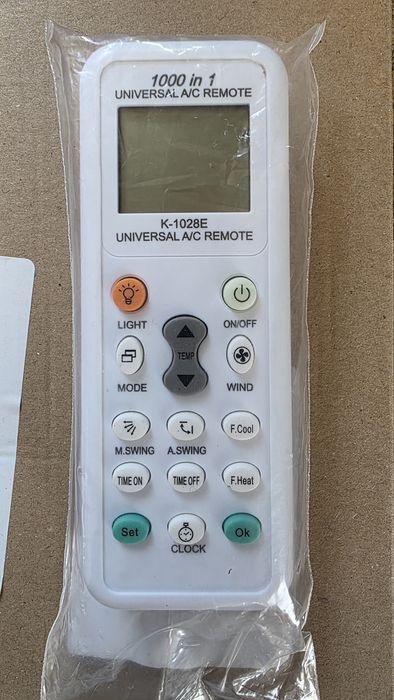 1000 in 1
UNIVERSAL A/C REMOTE
K-1028E
UNIVERSAL A/C REMOTE
LIGHT ON/OFF
TEMP
MODE WIND
F.Cool
M.SWING A.SWING
TIME ON TIME OFF F.Heat
Set Ok
CLOCK